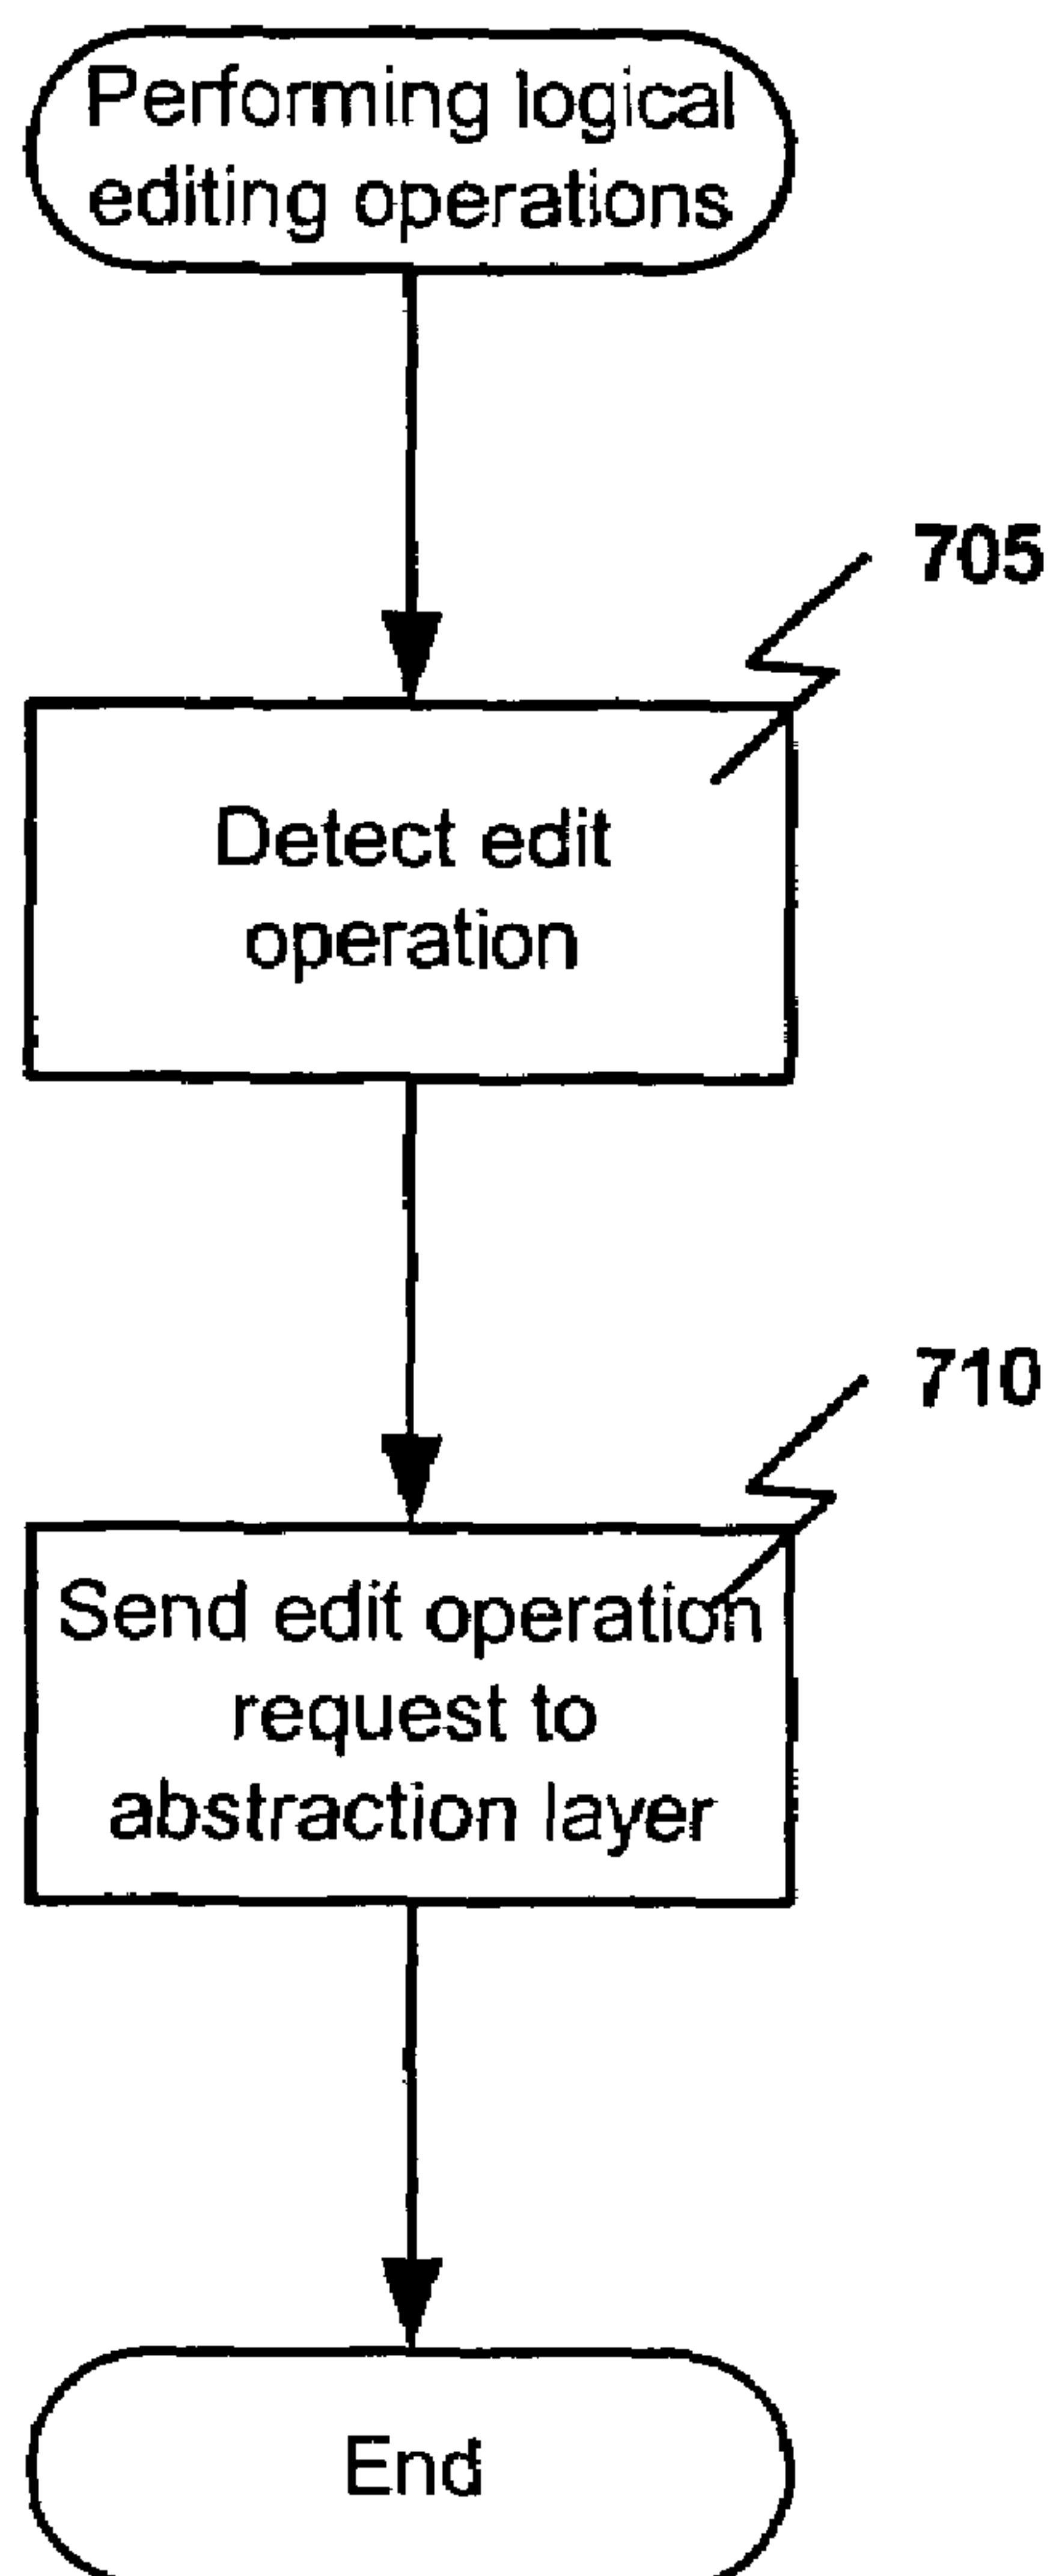 Performing logical
editing operations
705
Detect edit
operation
710
Send edit operation
request to
abstraction layer
End